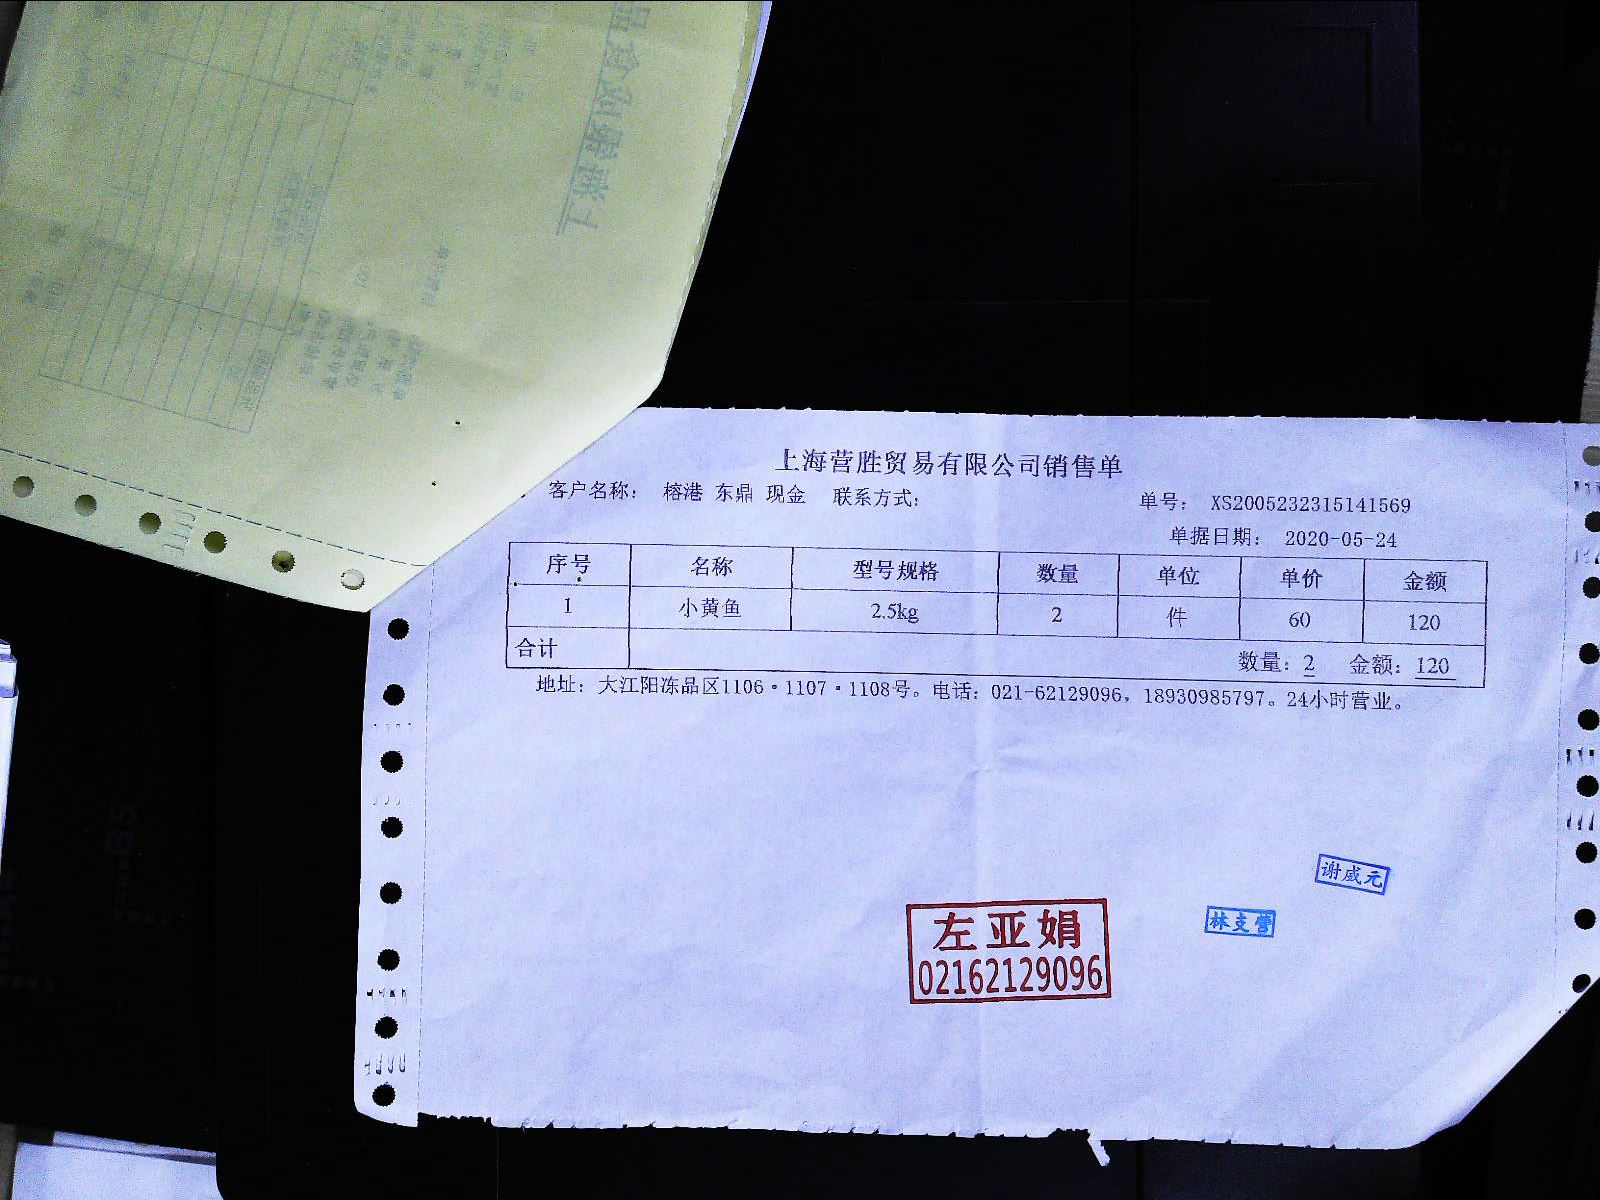 上海营胜贸易有限公司销售单
客户名称： 榕港 东鼎 现金 联系方式：
单号： XS2005232315141569
单据日期： 2020-05-24
序号 名称 型号规格 数量 单位 单价 金额
1 小黄鱼 2.5kg 2 件 60 120
合计 数量：2 金额：120
地址：大江阳冻品区1106·1107·1108号。电话：021-62129096，18930985797。24小时营业。
谢威元
林支营
左亚娟
02162129096